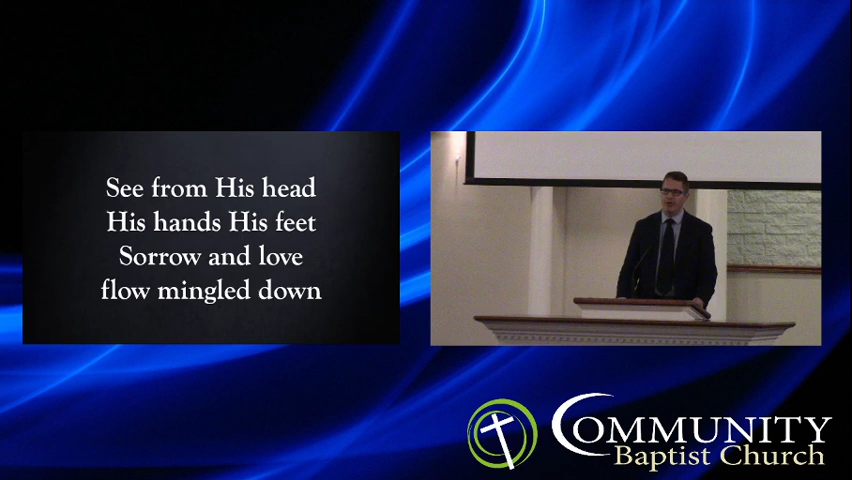 See from His head
His hands His feet
Sorrow and love
flow mingled down
COMMUNITY
Baptist Church